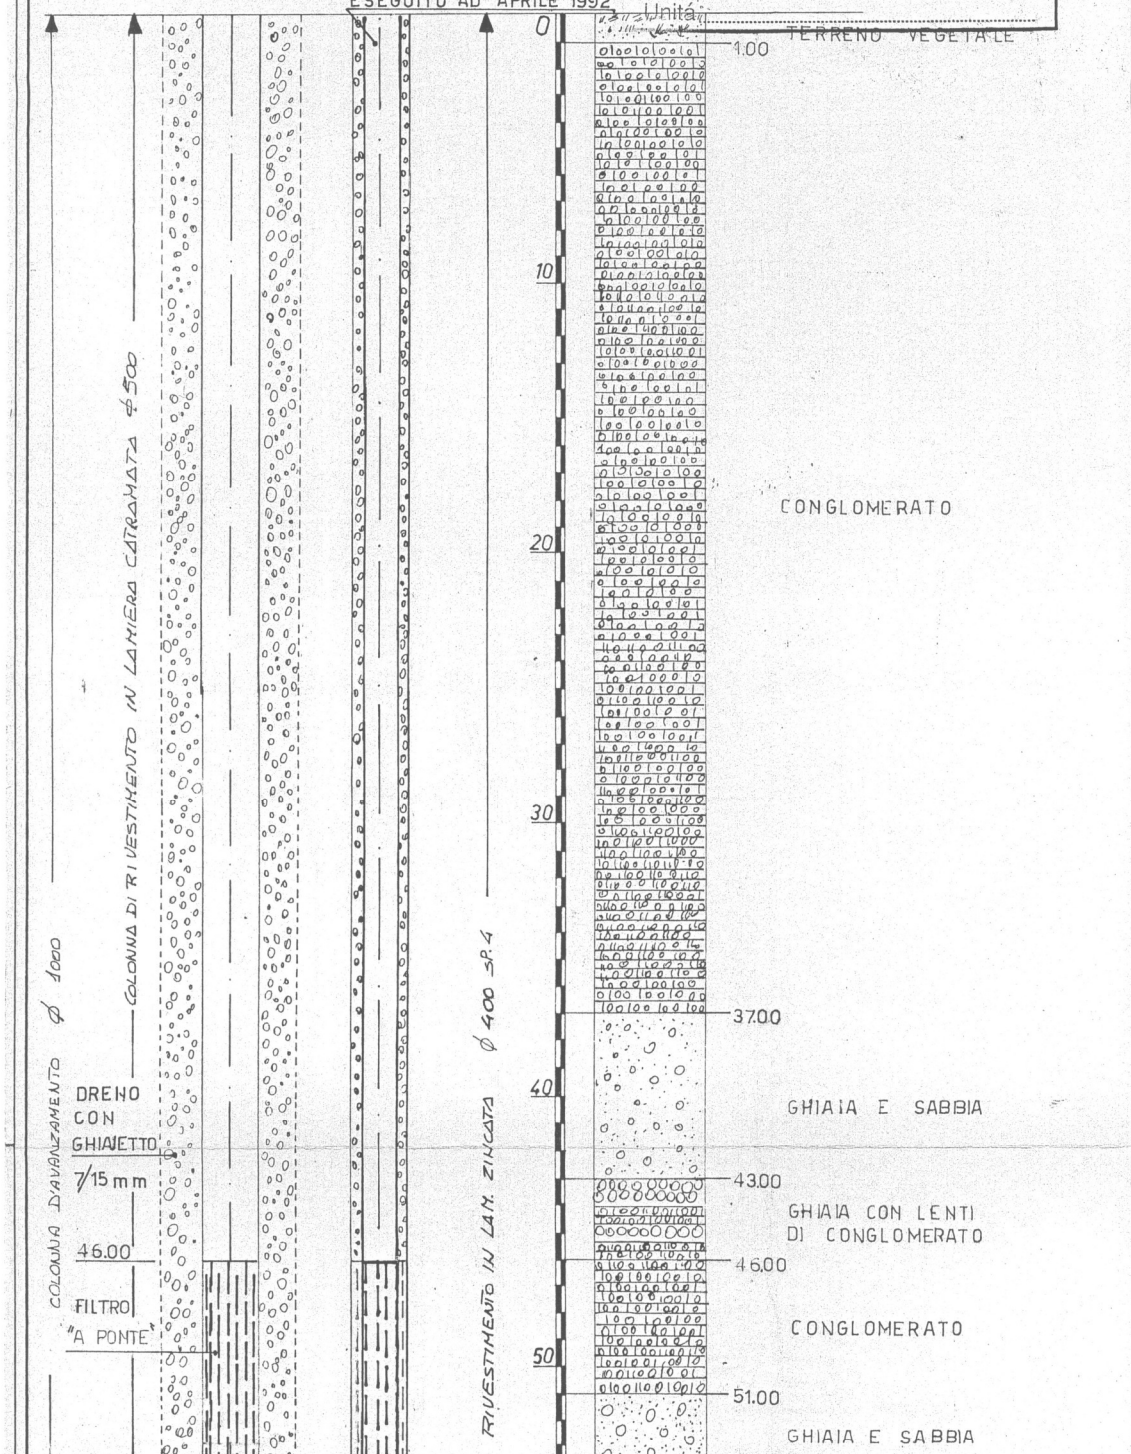 ESEGUITO AD APRILE 1992
Unitá
0
TERRENO VEGETALE
1.00
10
COLONNA DI RIVESTIMENTO IN LAMIERA CATRAMATA φ 500
CONGLOMERATO
20
30
COLONNA D'AVANZAMENTO φ 1000
RIVESTIMENTO IN LAM. ZINCATA φ 400 SP.4
37.00
40
DRENO
CON
GHIAIETTO
7/15 mm
GHIAIA E SABBIA
43.00
GHIAIA CON LENTI
DI CONGLOMERATO
46.00
46.00
FILTRO
"A PONTE"
CONGLOMERATO
50
51.00
GHIAIA E SABBIA